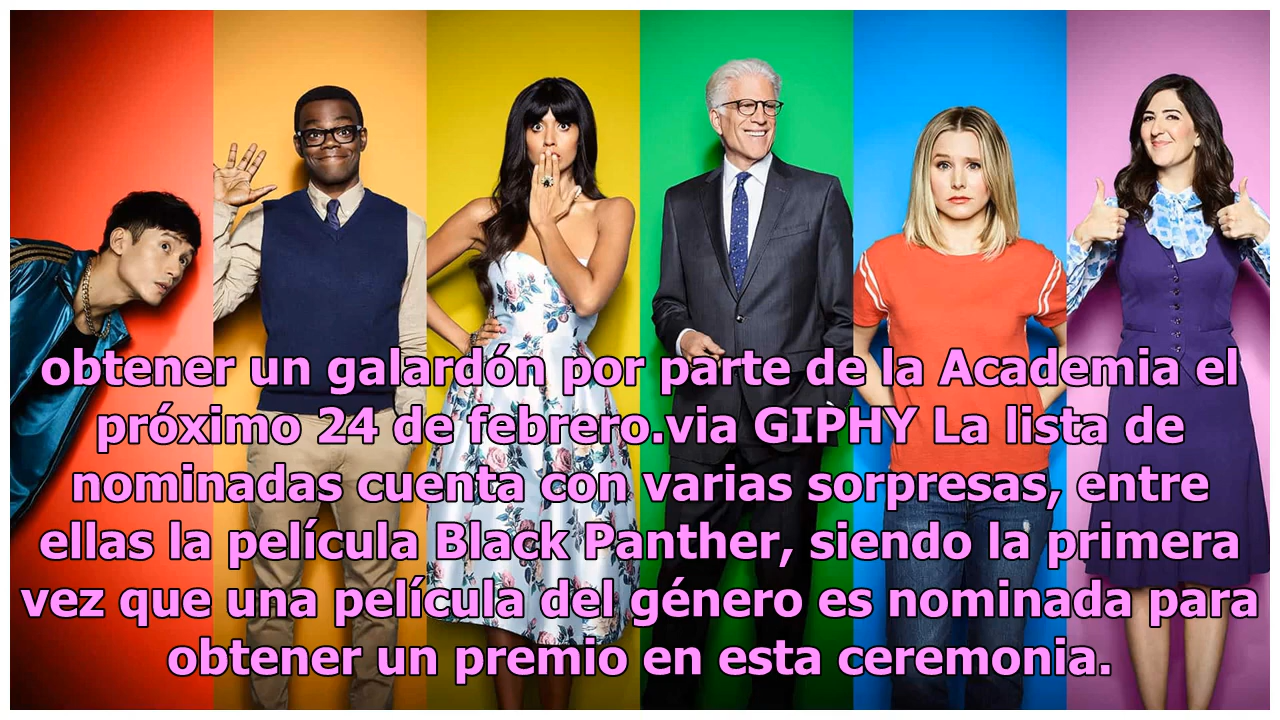 obtener un galardón por parte de la Academia el
próximo 24 de febrero.via GIPHY La lista de
nominadas cuenta con varias sorpresas, entre
ellas la película Black Panther, siendo la primera
vez que una película del género es nominada para
obtener un premio en esta ceremonia.